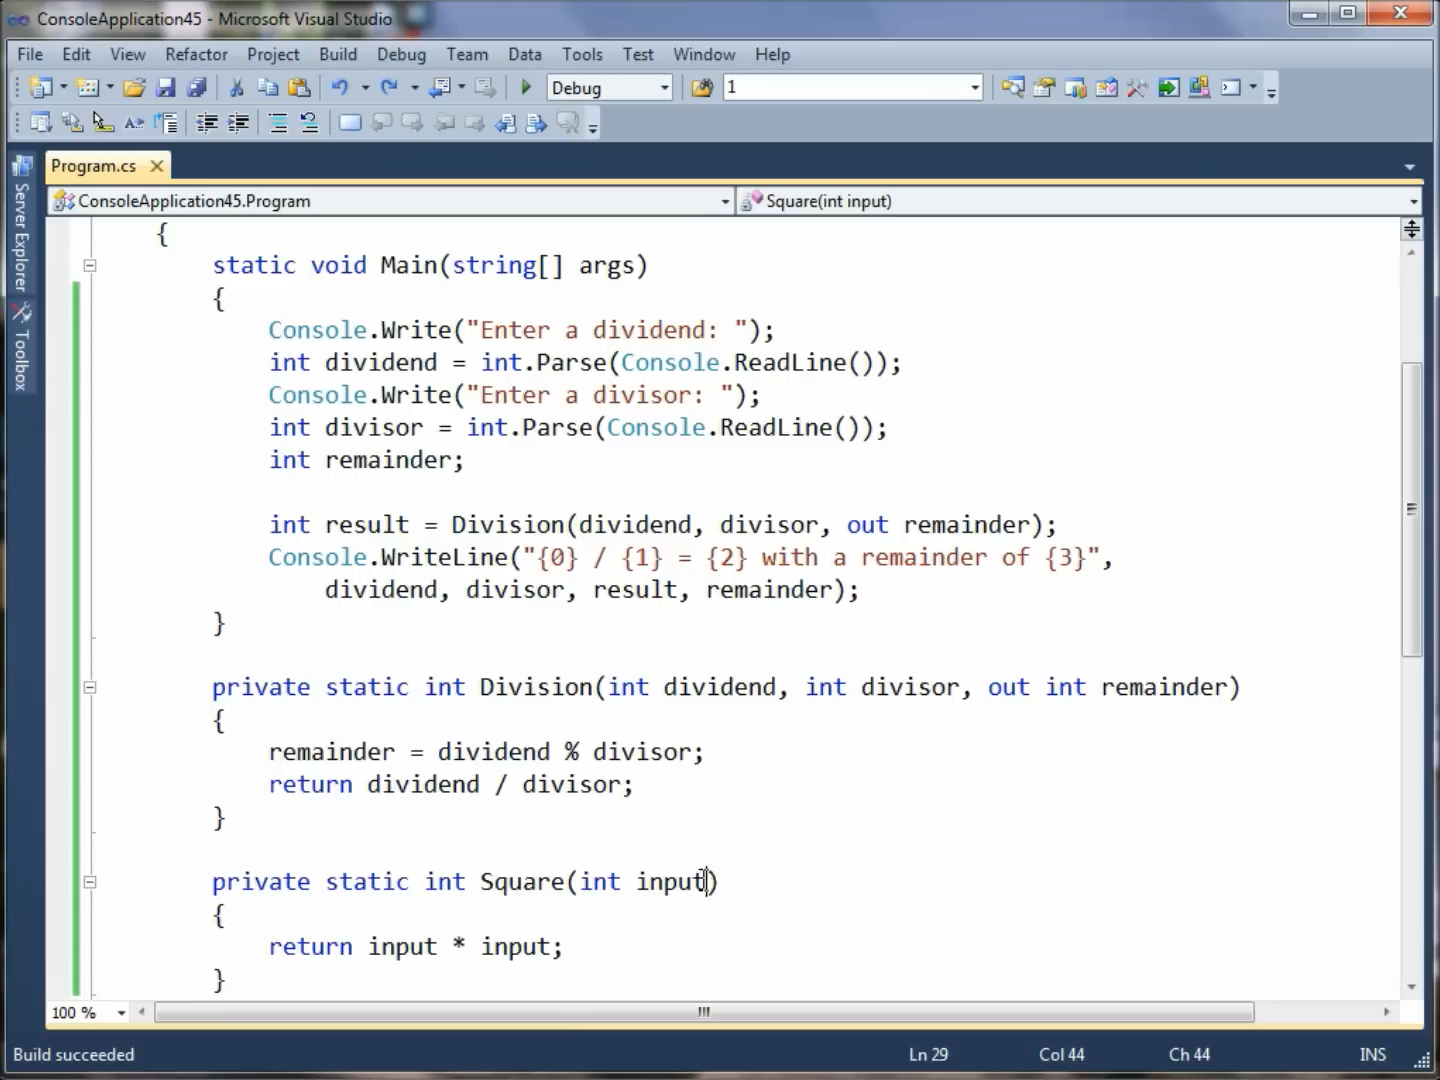 ConsoleApplication45 - Microsoft Visual Studio
File Edit View Refactor Project Build Debug Team Data Tools Test Window Help
Debug 1
Program.cs
ConsoleApplication45.Program Square(int input)
Server Explorer
Toolbox
{
static void Main(string[] args)
{
Console.Write("Enter a dividend: ");
int dividend = int.Parse(Console.ReadLine());
Console.Write("Enter a divisor: ");
int divisor = int.Parse(Console.ReadLine());
int remainder;
int result = Division(dividend, divisor, out remainder);
Console.WriteLine("{0} / {1} = {2} with a remainder of {3}",
dividend, divisor, result, remainder);
}
private static int Division(int dividend, int divisor, out int remainder)
{
remainder = dividend % divisor;
return dividend / divisor;
}
private static int Square(int input)
{
return input * input;
}
100 %
Build succeeded Ln 29 Col 44 Ch 44 INS